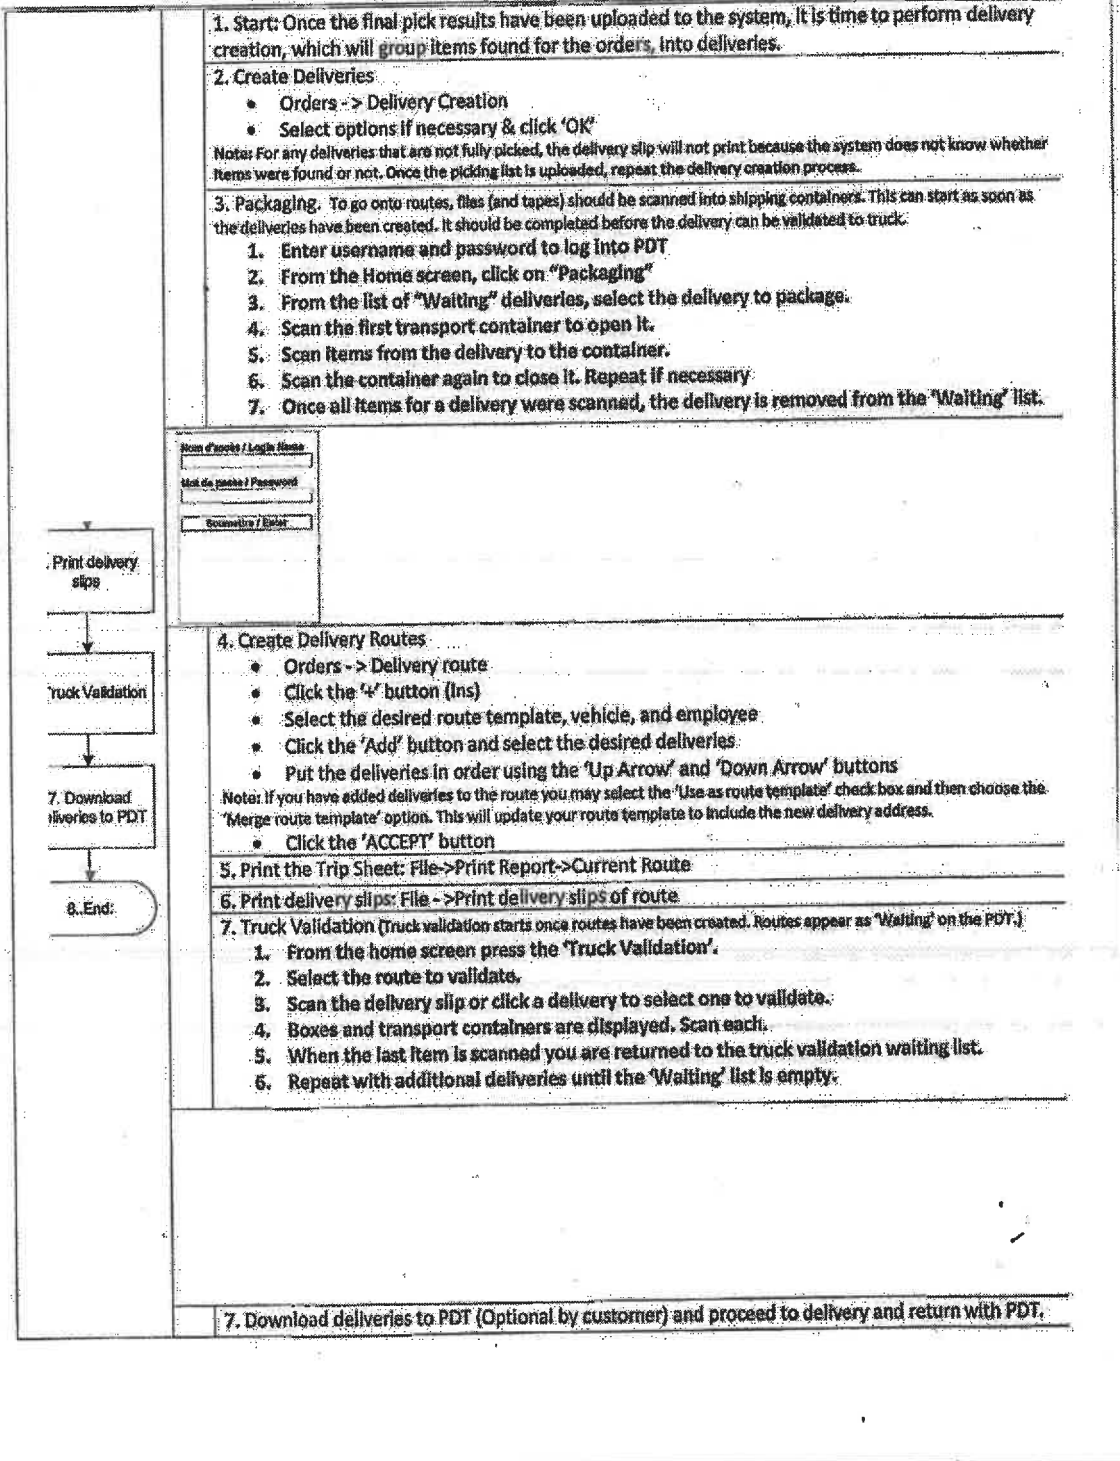 1. Start: Once the final pick results have been uploaded to the system, it is time to perform delivery
creation, which will group items found for the orders, into deliveries.
2. Create Deliveries
• Orders -> Delivery Creation
• Select options if necessary & click 'OK'
Note: For any deliveries that are not fully picked, the delivery slip will not print because the system does not know whether
items were found or not. Once the picking list is uploaded, repeat the delivery creation process.
3. Packaging. To go onto routes, files (and tapes) should be scanned into shipping containers. This can start as soon as
the deliveries have been created. It should be completed before the delivery can be validated to truck.
1. Enter username and password to log into PDT
2. From the Home screen, click on "Packaging"
3. From the list of "Waiting" deliveries, select the delivery to package.
4. Scan the first transport container to open it.
5. Scan items from the delivery to the container.
6. Scan the container again to close it. Repeat if necessary
7. Once all items for a delivery were scanned, the delivery is removed from the 'Waiting' list.
Nom d'accès / Login Name
Mot de passe / Password
Soumettre / Enter
. Print delivery
slips
ruck Validation
7. Download
liveries to PDT
8..End:
4. Create Delivery Routes
• Orders -> Delivery route
• Click the '+' button (Ins)
• Select the desired route template, vehicle, and employee
• Click the 'Add' button and select the desired deliveries
• Put the deliveries in order using the 'Up Arrow' and 'Down Arrow' buttons
Note: If you have added deliveries to the route you may select the 'Use as route template' check box and then choose the
'Merge route template' option. This will update your route template to include the new delivery address.
• Click the 'ACCEPT' button
5. Print the Trip Sheet: File->Print Report->Current Route
6. Print delivery slips: File ->Print delivery slips of route
7. Truck Validation (Truck validation starts once routes have been created. Routes appear as 'Waiting' on the PDT.)
1. From the home screen press the 'Truck Validation'.
2. Select the route to validate.
3. Scan the delivery slip or click a delivery to select one to validate.
4. Boxes and transport containers are displayed. Scan each.
5. When the last item is scanned you are returned to the truck validation waiting list.
6. Repeat with additional deliveries until the 'Waiting' list is empty.
7. Download deliveries to PDT (Optional by customer) and proceed to delivery and return with PDT.